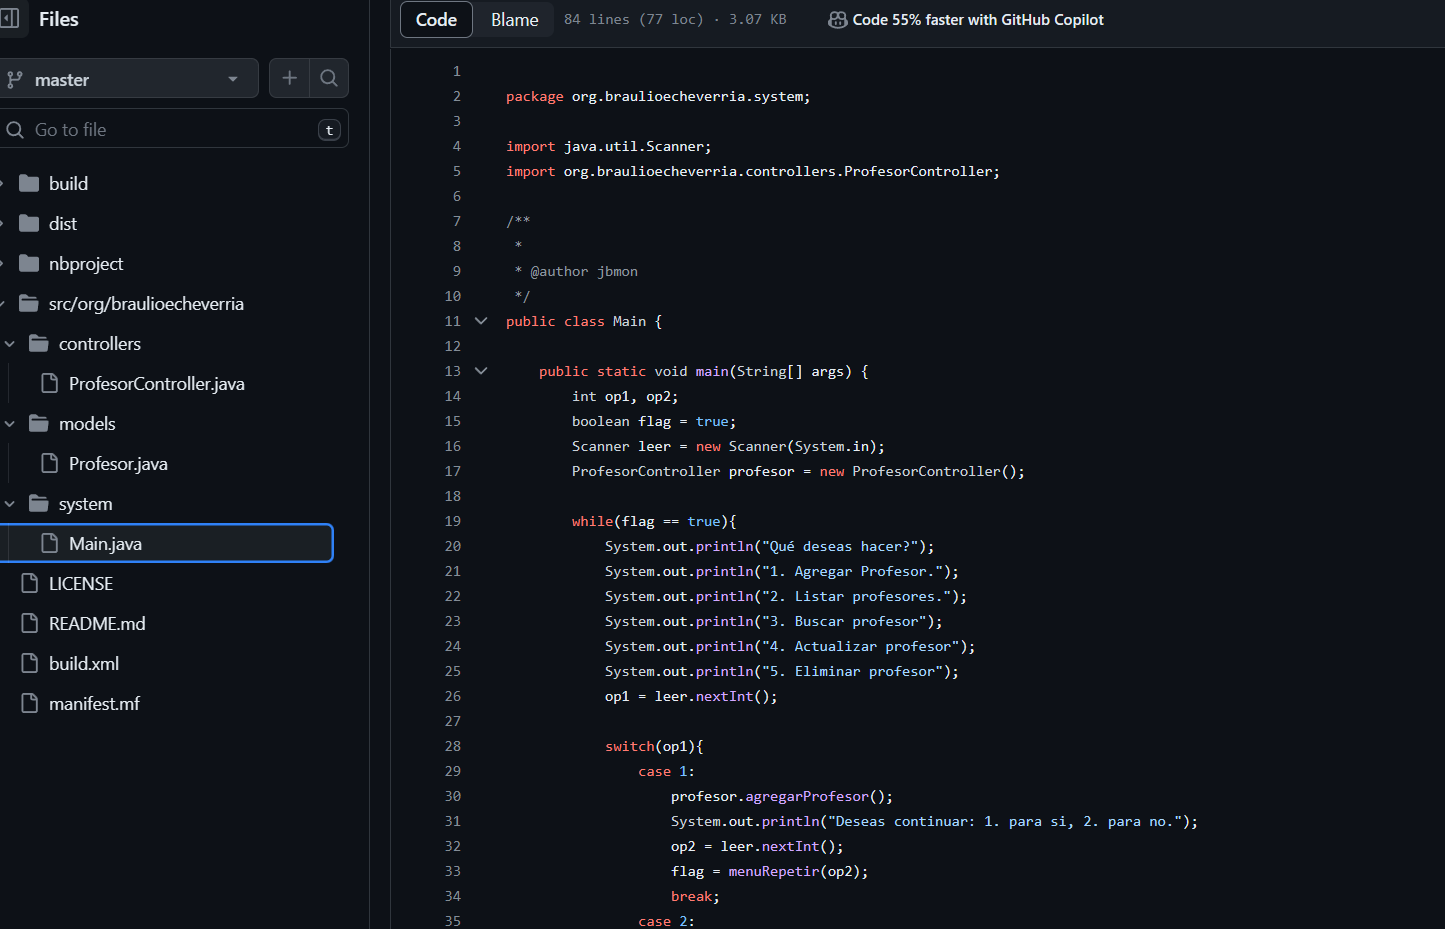 Files
master
Go to file
t
build
dist
nbproject
src/org/braulioecheverria
controllers
ProfesorController.java
models
Profesor.java
system
Main.java
LICENSE
README.md
build.xml
manifest.mf
Code Blame 84 lines (77 loc) · 3.07 KB Code 55% faster with GitHub Copilot
1
2 package org.braulioecheverria.system;
3
4 import java.util.Scanner;
5 import org.braulioecheverria.controllers.ProfesorController;
6
7 /**
8 *
9 * @author jbmon
10 */
11 public class Main {
12
13 public static void main(String[] args) {
14 int op1, op2;
15 boolean flag = true;
16 Scanner leer = new Scanner(System.in);
17 ProfesorController profesor = new ProfesorController();
18
19 while(flag == true){
20 System.out.println("Qué deseas hacer?");
21 System.out.println("1. Agregar Profesor.");
22 System.out.println("2. Listar profesores.");
23 System.out.println("3. Buscar profesor");
24 System.out.println("4. Actualizar profesor");
25 System.out.println("5. Eliminar profesor");
26 op1 = leer.nextInt();
27
28 switch(op1){
29 case 1:
30 profesor.agregarProfesor();
31 System.out.println("Deseas continuar: 1. para si, 2. para no.");
32 op2 = leer.nextInt();
33 flag = menuRepetir(op2);
34 break;
35 case 2: